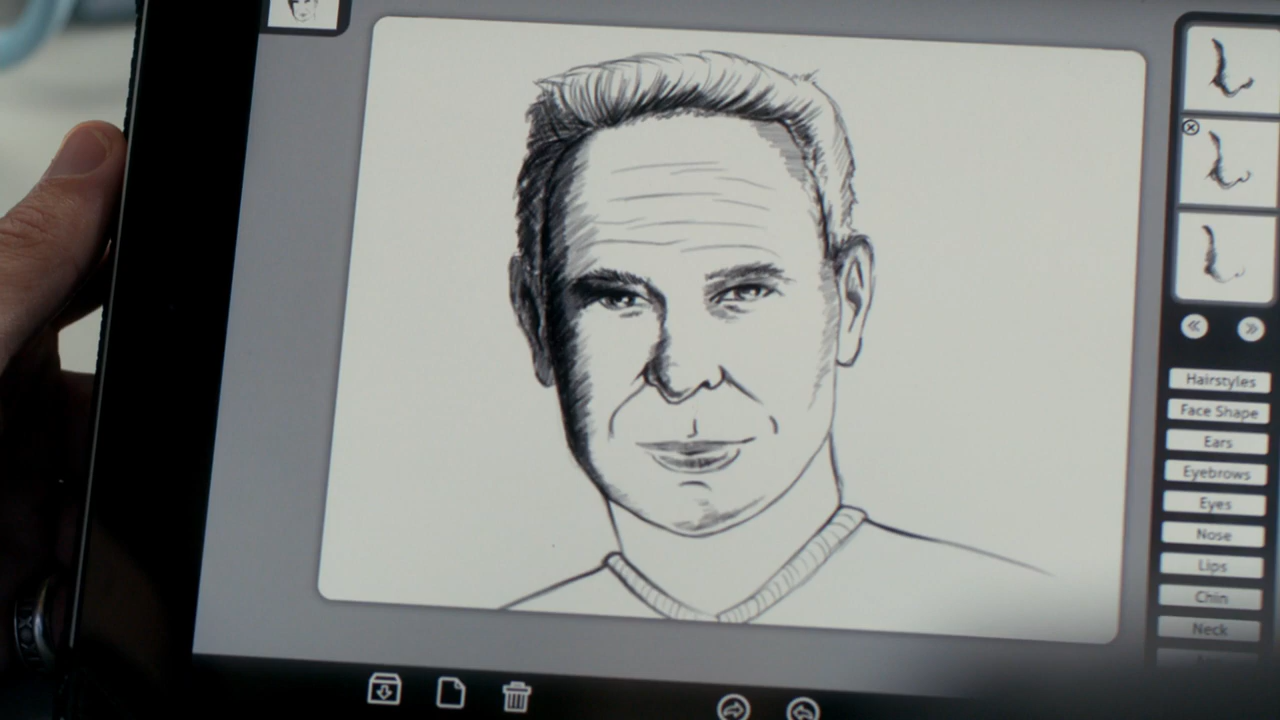 Hairstyles
Face Shape
Ears
Eyebrows
Eyes
Nose
Lips
Chin
Neck